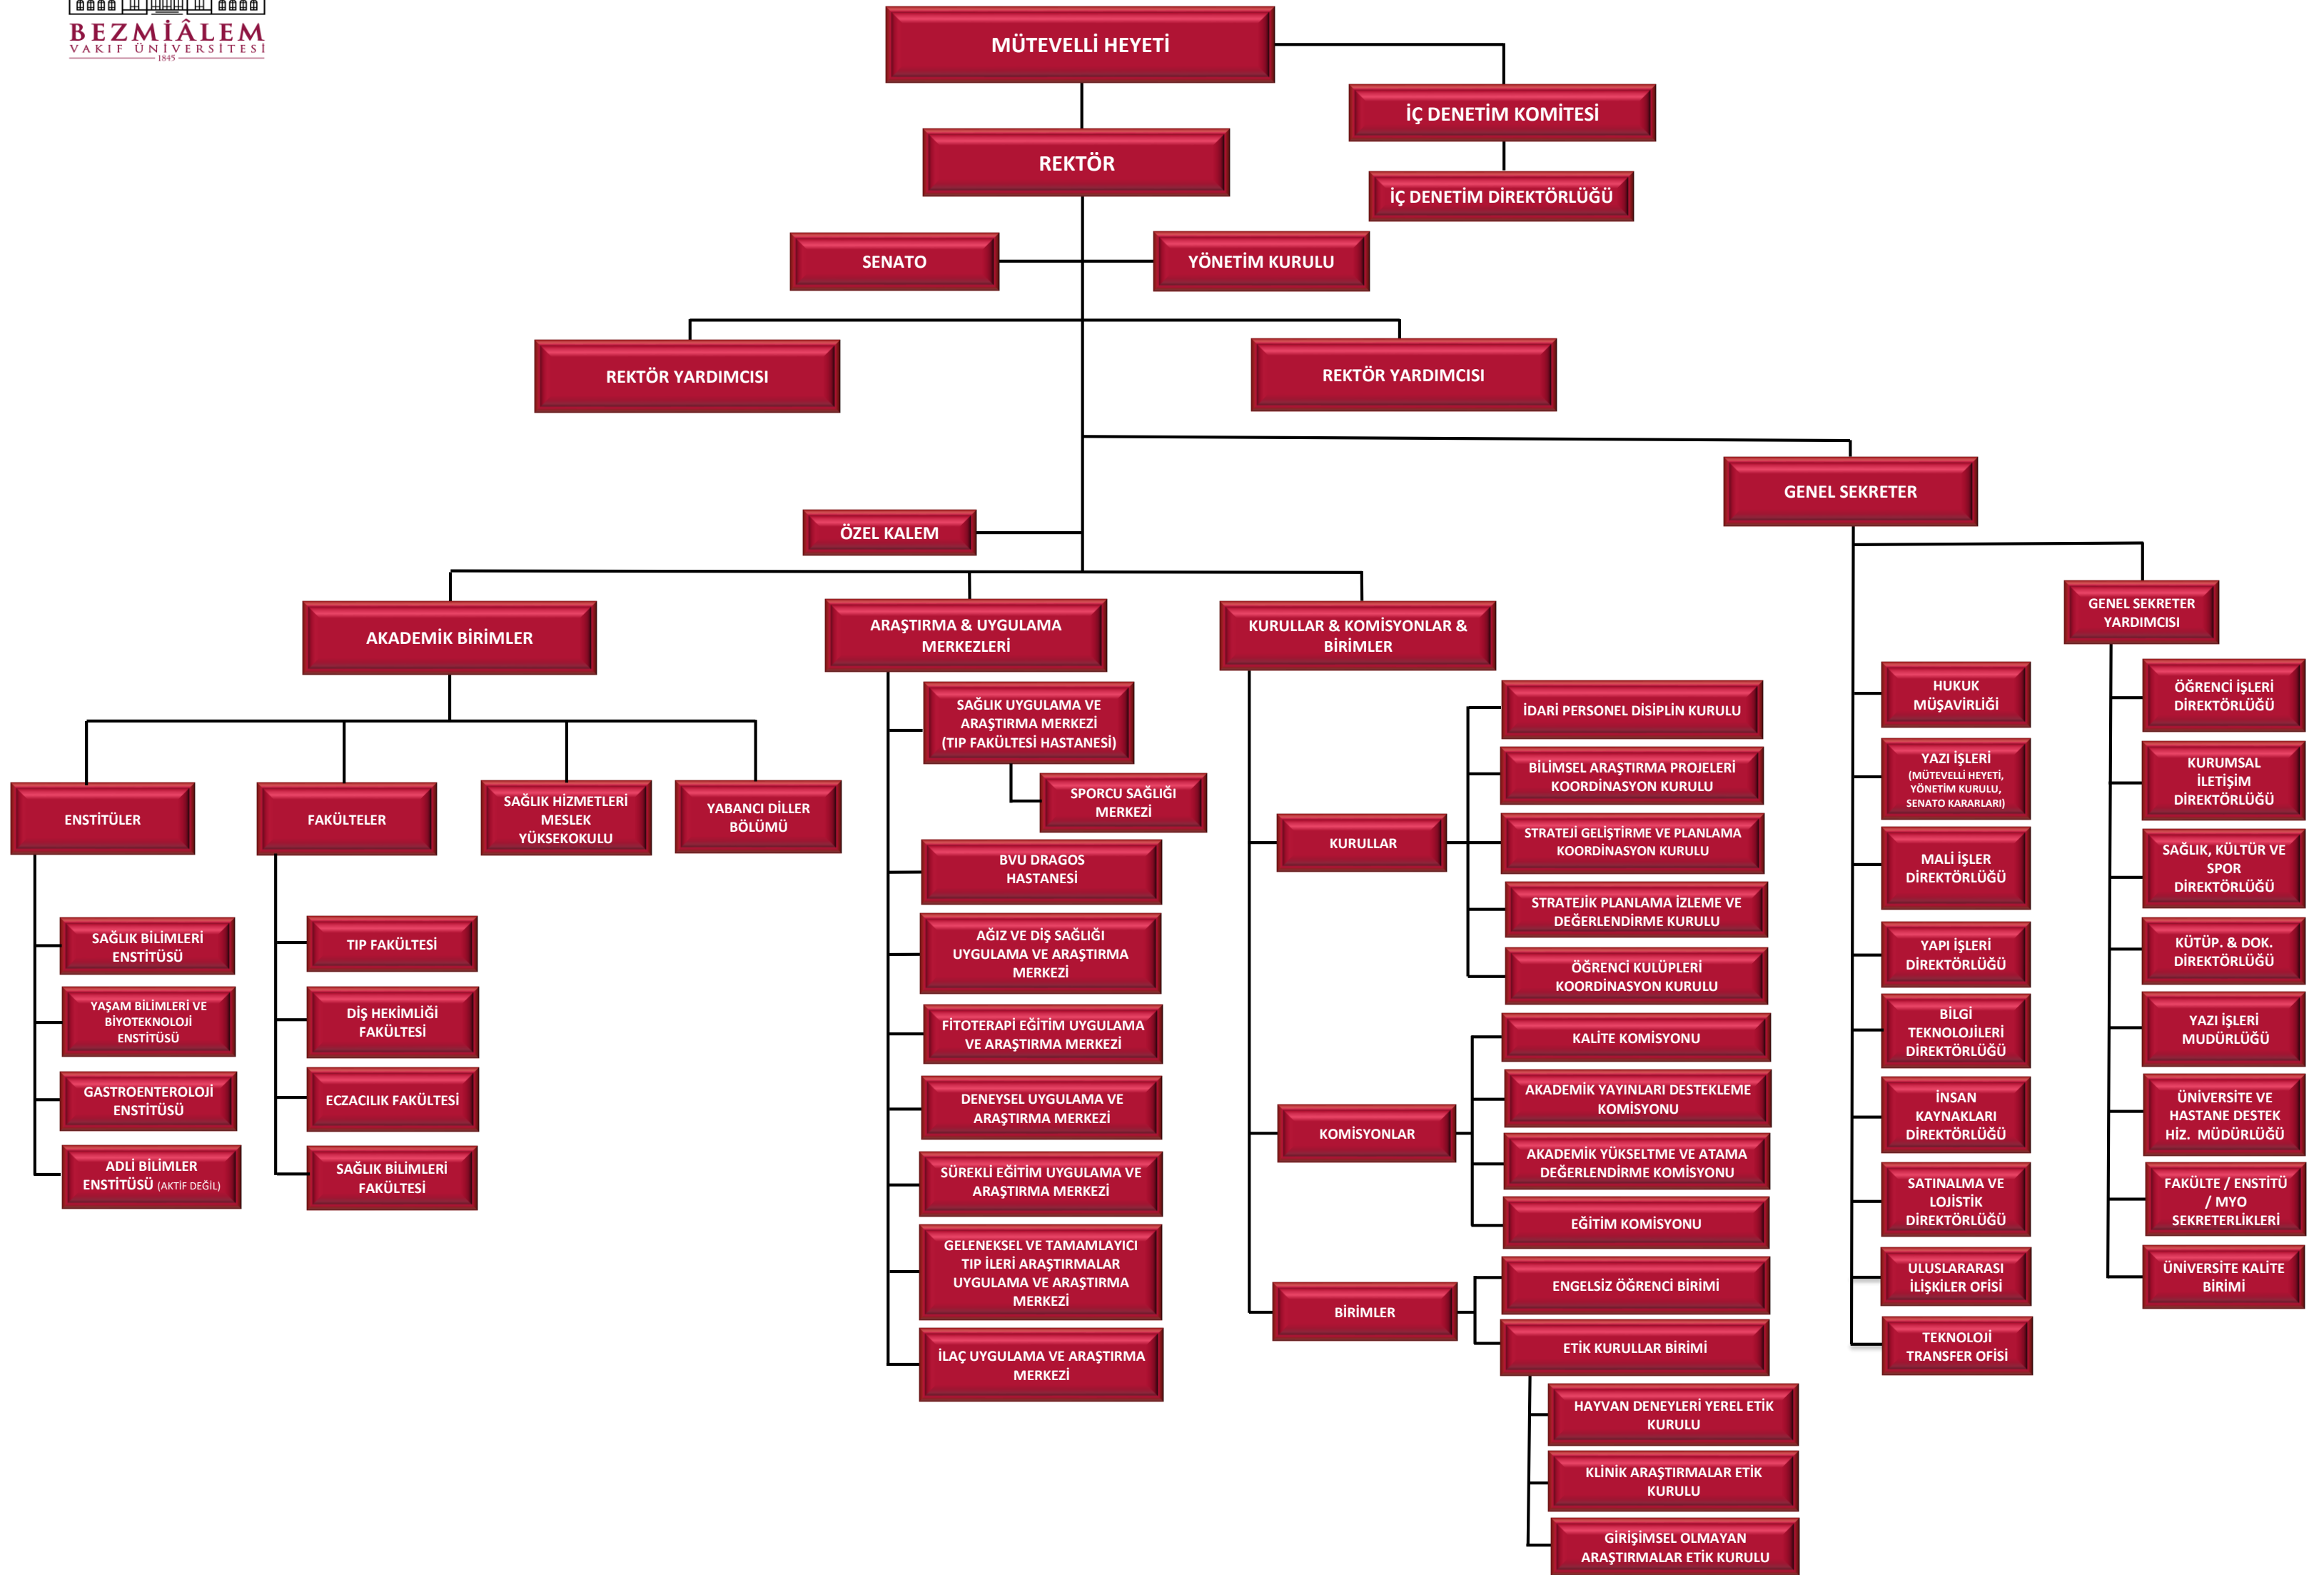 BEZMİÂLEM
VAKIF ÜNİVERSİTESİ
1845
MÜTEVELLİ HEYETİ
İÇ DENETİM KOMİTESİ
REKTÖR
İÇ DENETİM DİREKTÖRLÜĞÜ
SENATO
YÖNETİM KURULU
REKTÖR YARDIMCISI
REKTÖR YARDIMCISI
GENEL SEKRETER
ÖZEL KALEM
AKADEMİK BİRİMLER
ENSTİTÜLER
SAĞLIK BİLİMLERİ
ENSTİTÜSÜ
YAŞAM BİLİMLERİ VE
BİYOTEKNOLOJİ
ENSTİTÜSÜ
GASTROENTEROLOJİ
ENSTİTÜSÜ
ADLİ BİLİMLER
ENSTİTÜSÜ (AKTİF DEĞİL)
FAKÜLTELER
TIP FAKÜLTESİ
DİŞ HEKİMLİĞİ
FAKÜLTESİ
ECZACILIK FAKÜLTESİ
SAĞLIK BİLİMLERİ
FAKÜLTESİ
SAĞLIK HİZMETLERİ
MESLEK
YÜKSEKOKULU
YABANCI DİLLER
BÖLÜMÜ
ARAŞTIRMA & UYGULAMA
MERKEZLERİ
SAĞLIK UYGULAMA VE
ARAŞTIRMA MERKEZİ
(TIP FAKÜLTESİ HASTANESİ)
SPORCU SAĞLIĞI
MERKEZİ
BVU DRAGOS
HASTANESİ
AĞIZ VE DİŞ SAĞLIĞI
UYGULAMA VE ARAŞTIRMA
MERKEZİ
FİTOTERAPİ EĞİTİM UYGULAMA
VE ARAŞTIRMA MERKEZİ
DENEYSEL UYGULAMA VE
ARAŞTIRMA MERKEZİ
SÜREKLİ EĞİTİM UYGULAMA VE
ARAŞTIRMA MERKEZİ
GELENEKSEL VE TAMAMLAYICI
TIP İLERİ ARAŞTIRMALAR
UYGULAMA VE ARAŞTIRMA
MERKEZİ
İLAÇ UYGULAMA VE ARAŞTIRMA
MERKEZİ
KURULLAR & KOMİSYONLAR &
BİRİMLER
KURULLAR
İDARİ PERSONEL DİSİPLİN KURULU
BİLİMSEL ARAŞTIRMA PROJELERİ
KOORDİNASYON KURULU
STRATEJİ GELİŞTİRME VE PLANLAMA
KOORDİNASYON KURULU
STRATEJİK PLANLAMA İZLEME VE
DEĞERLENDİRME KURULU
ÖĞRENCİ KULÜPLERİ
KOORDİNASYON KURULU
KOMİSYONLAR
KALİTE KOMİSYONU
AKADEMİK YAYINLARI DESTEKLEME
KOMİSYONU
AKADEMİK YÜKSELTME VE ATAMA
DEĞERLENDİRME KOMİSYONU
EĞİTİM KOMİSYONU
BİRİMLER
ENGELSİZ ÖĞRENCİ BİRİMİ
ETİK KURULLAR BİRİMİ
HAYVAN DENEYLERİ YEREL ETİK
KURULU
KLİNİK ARAŞTIRMALAR ETİK
KURULU
GİRİŞİMSEL OLMAYAN
ARAŞTIRMALAR ETİK KURULU
HUKUK
MÜŞAVİRLİĞİ
YAZI İŞLERİ
(MÜTEVELLİ HEYETİ,
YÖNETİM KURULU,
SENATO KARARLARI)
MALİ İŞLER
DİREKTÖRLÜĞÜ
YAPI İŞLERİ
DİREKTÖRLÜĞÜ
BİLGİ
TEKNOLOJİLERİ
DİREKTÖRLÜĞÜ
İNSAN
KAYNAKLARI
DİREKTÖRLÜĞÜ
SATINALMA VE
LOJİSTİK
DİREKTÖRLÜĞÜ
ULUSLARARASI
İLİŞKİLER OFİSİ
TEKNOLOJİ
TRANSFER OFİSİ
GENEL SEKRETER
YARDIMCISI
ÖĞRENCİ İŞLERİ
DİREKTÖRLÜĞÜ
KURUMSAL
İLETİŞİM
DİREKTÖRLÜĞÜ
SAĞLIK, KÜLTÜR VE
SPOR
DİREKTÖRLÜĞÜ
KÜTÜP. & DOK.
DİREKTÖRLÜĞÜ
YAZI İŞLERİ
MUDÜRLÜĞÜ
ÜNİVERSİTE VE
HASTANE DESTEK
HİZ. MÜDÜRLÜĞÜ
FAKÜLTE / ENSTİTÜ
/ MYO
SEKRETERLİKLERİ
ÜNİVERSİTE KALİTE
BİRİMİ